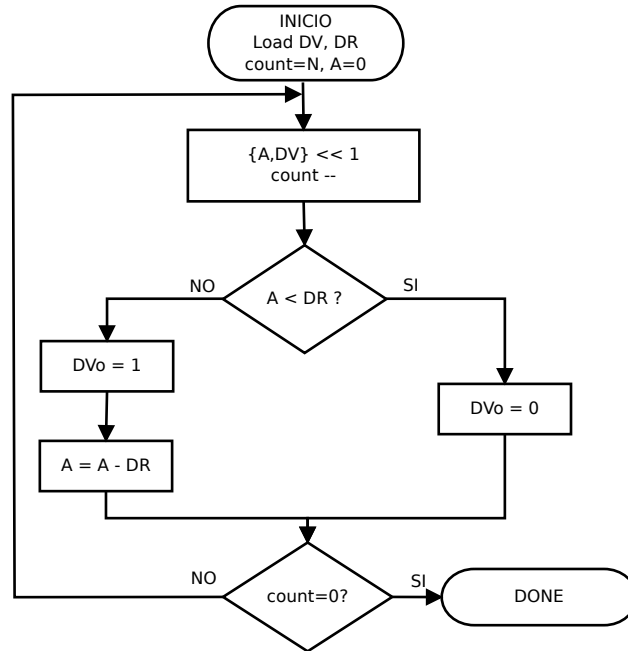 INICIO
Load DV, DR
count=N, A=0
{A,DV} << 1
count --
A < DR ?
NO
SI
DVo = 1
DVo = 0
A = A - DR
count=0?
NO
SI
DONE